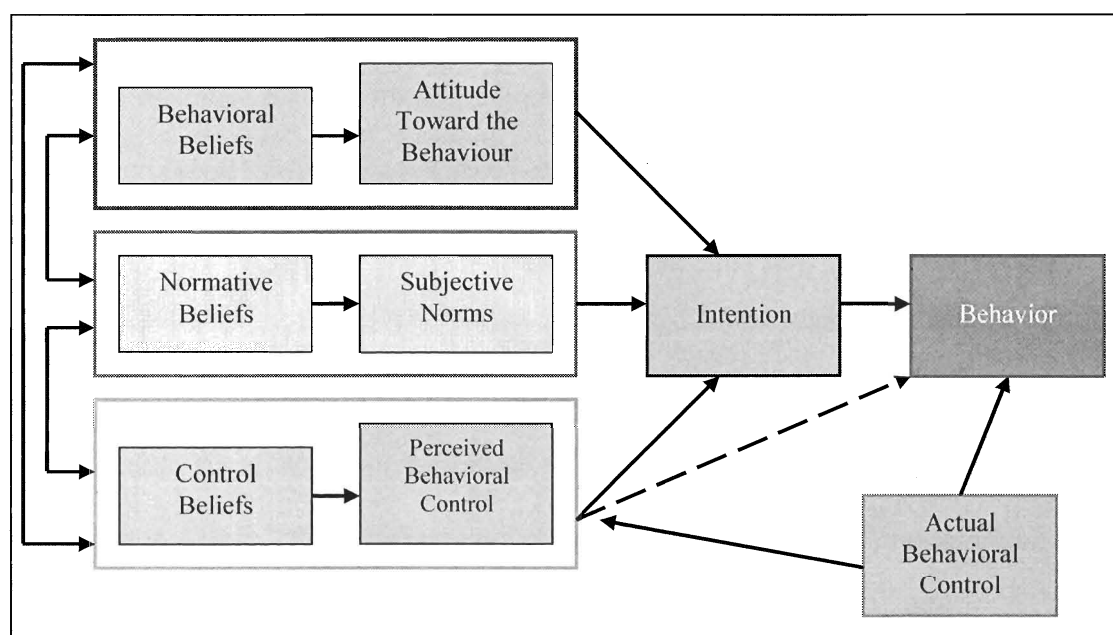 Behavioral
Beliefs
Attitude
Toward the
Behaviour
Normative
Beliefs
Subjective
Norms
Intention
Behavior
Control
Beliefs
Perceived
Behavioral
Control
Actual
Behavioral
Control